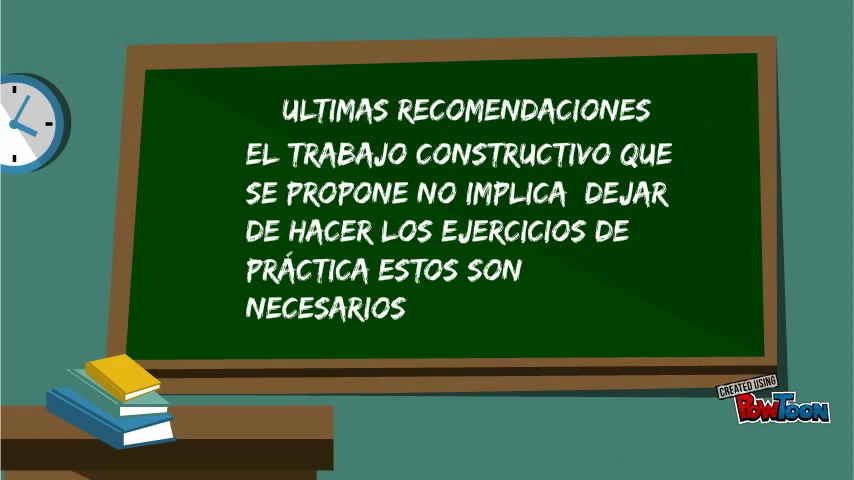 ULTIMAS RECOMENDACIONES
EL TRABAJO CONSTRUCTIVO QUE
SE PROPONE NO IMPLICA DEJAR
DE HACER LOS EJERCICIOS DE
PRÁCTICA ESTOS SON
NECESARIOS
CREATED USING
POWTOON